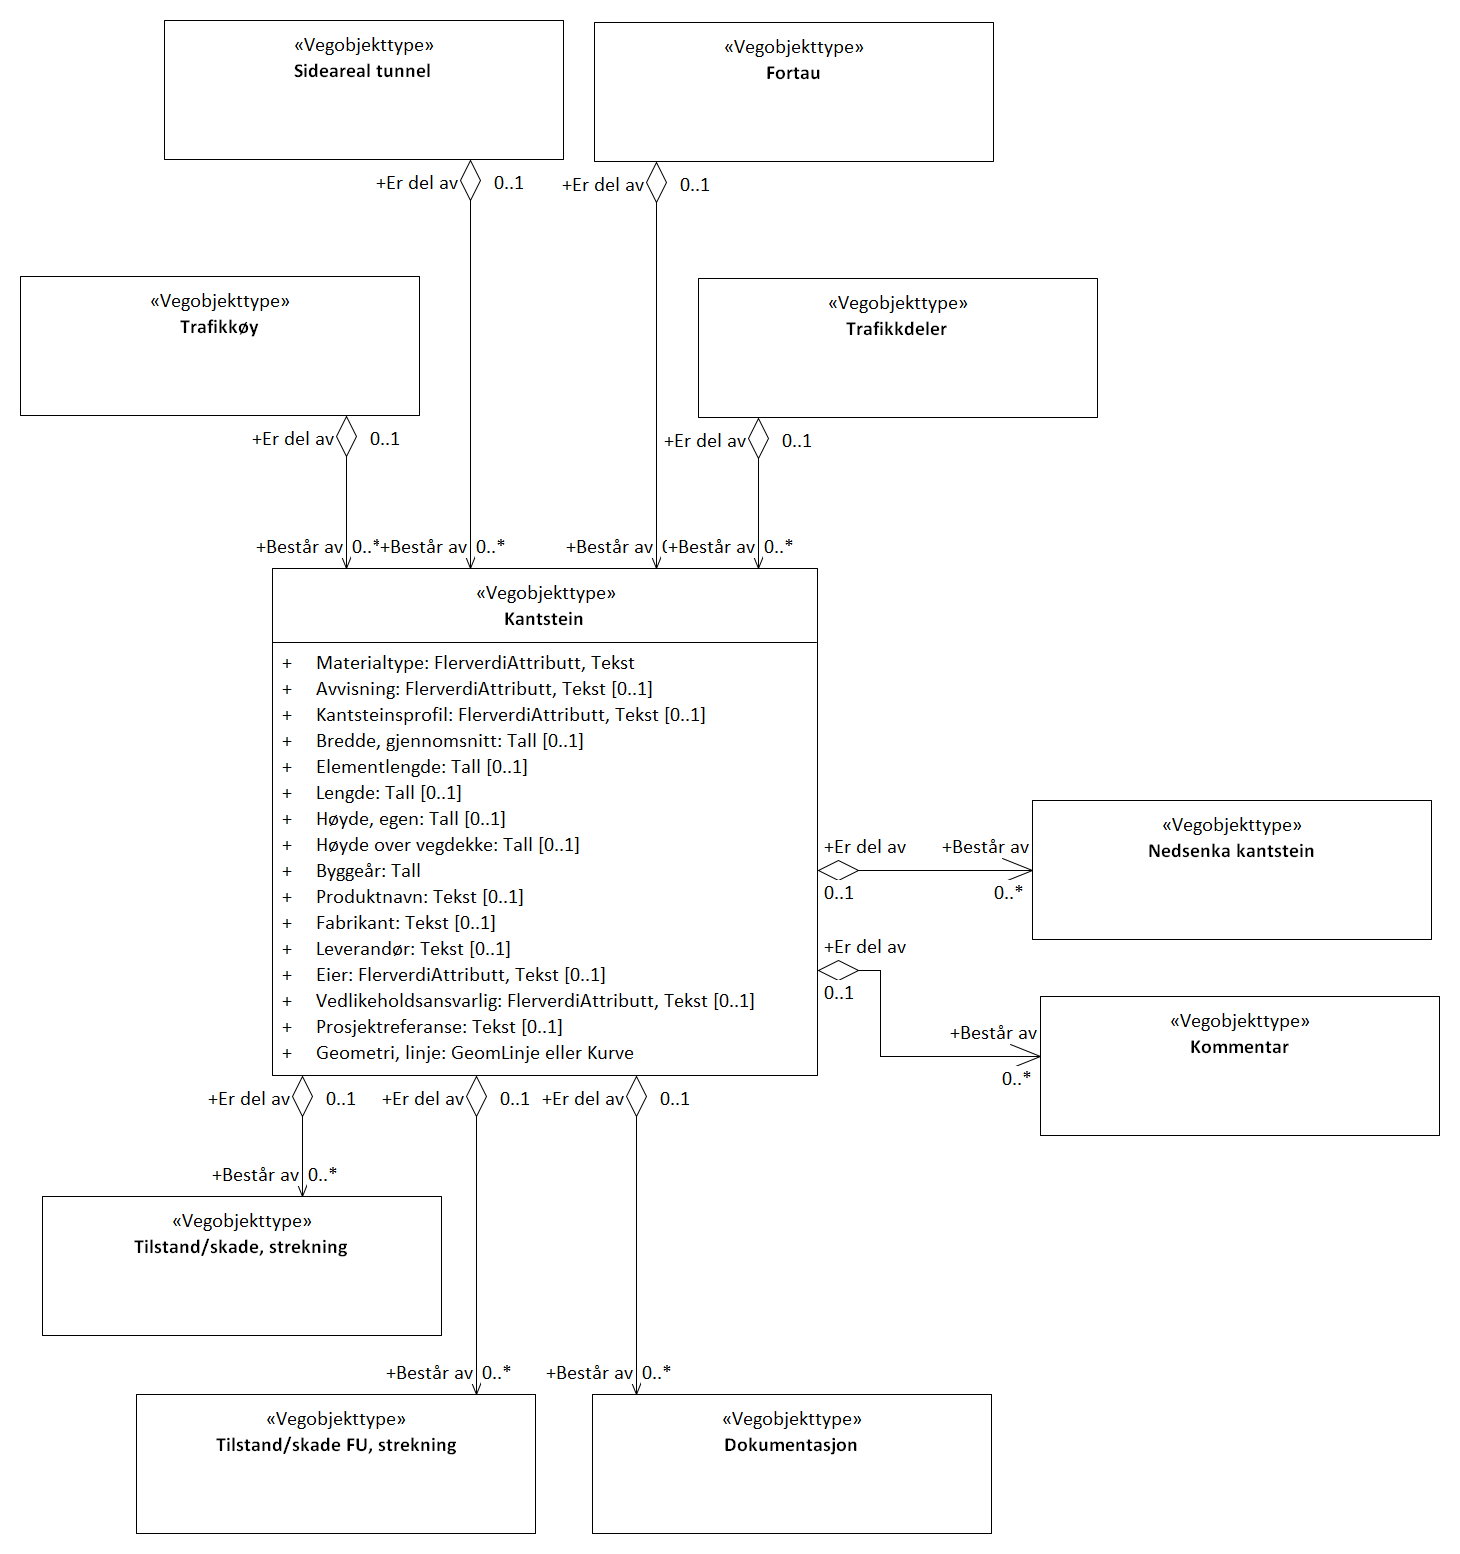 «Vegobjekttype»
Sideareal tunnel
«Vegobjekttype»
Fortau
+Er del av 0..1
+Er del av 0..1
«Vegobjekttype»
Trafikkøy
«Vegobjekttype»
Trafikkdeler
+Er del av 0..1
+Er del av 0..1
+Består av 0..*
+Består av 0..*
+Består av
+Består av 0..*
«Vegobjekttype»
Kantstein
+ Materialtype: FlerverdiAttributt, Tekst
+ Avvisning: FlerverdiAttributt, Tekst [0..1]
+ Kantsteinsprofil: FlerverdiAttributt, Tekst [0..1]
+ Bredde, gjennomsnitt: Tall [0..1]
+ Elementlengde: Tall [0..1]
+ Lengde: Tall [0..1]
+ Høyde, egen: Tall [0..1]
+ Høyde over vegdekke: Tall [0..1]
+ Byggeår: Tall
+ Produktnavn: Tekst [0..1]
+ Fabrikant: Tekst [0..1]
+ Leverandør: Tekst [0..1]
+ Eier: FlerverdiAttributt, Tekst [0..1]
+ Vedlikeholdsansvarlig: FlerverdiAttributt, Tekst [0..1]
+ Prosjektreferanse: Tekst [0..1]
+ Geometri, linje: GeomLinje eller Kurve
+Er del av
0..1
+Består av
0..*
«Vegobjekttype»
Nedsenka kantstein
+Er del av
0..1
+Består av
0..*
«Vegobjekttype»
Kommentar
+Er del av 0..1
+Er del av 0..1
+Er del av 0..1
+Består av 0..*
«Vegobjekttype»
Tilstand/skade, strekning
+Består av 0..*
+Består av 0..*
«Vegobjekttype»
Tilstand/skade FU, strekning
«Vegobjekttype»
Dokumentasjon